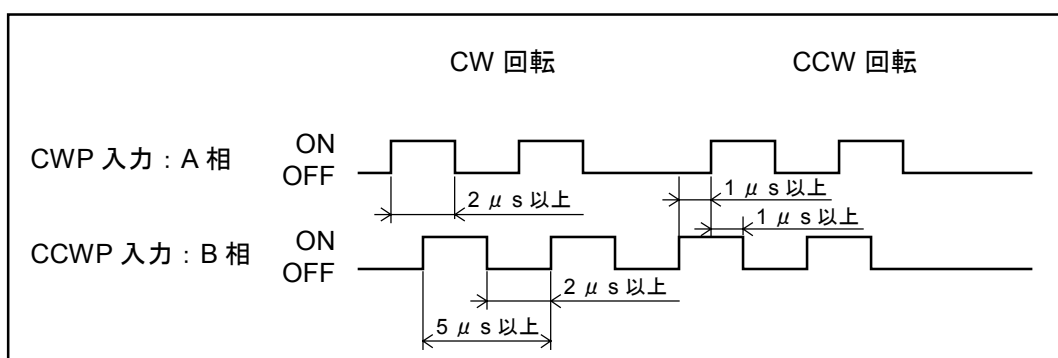 CW 回転
CCW 回転
CWP 入力：A 相
ON
OFF
2 μ s 以上
1 μ s 以上
1 μ s 以上
CCWP 入力：B 相
ON
OFF
2 μ s 以上
5 μ s 以上